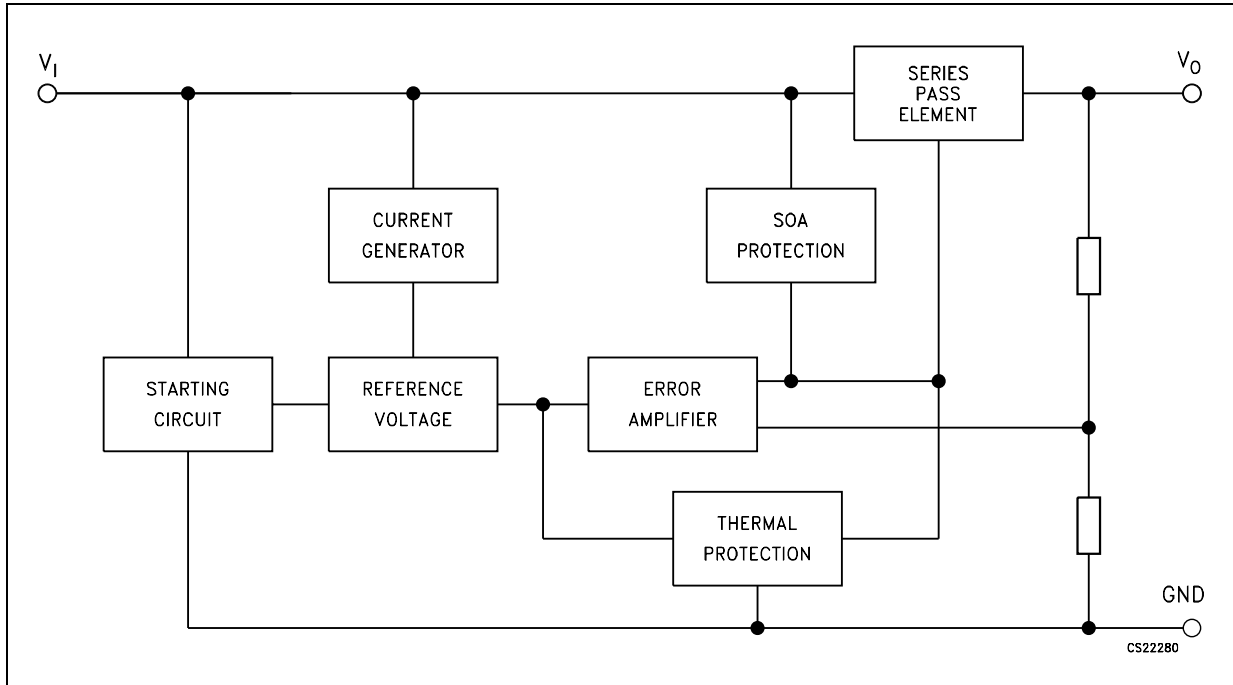 V_I
V_O
SERIES
PASS
ELEMENT
CURRENT
GENERATOR
SOA
PROTECTION
STARTING
CIRCUIT
REFERENCE
VOLTAGE
ERROR
AMPLIFIER
THERMAL
PROTECTION
GND
CS22280